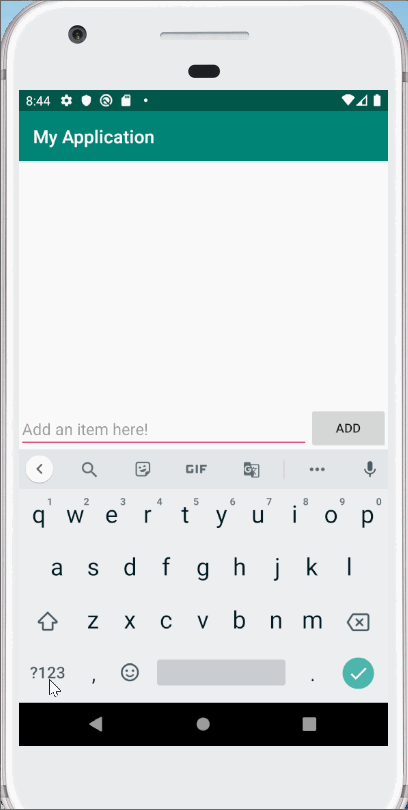 8:44
My Application
Add an item here! ADD
GIF G
1 2 3 4 5 6 7 8 9 0
q w e r t y u i o p
a s d f g h j k l
z x c v b n m
?123 , .